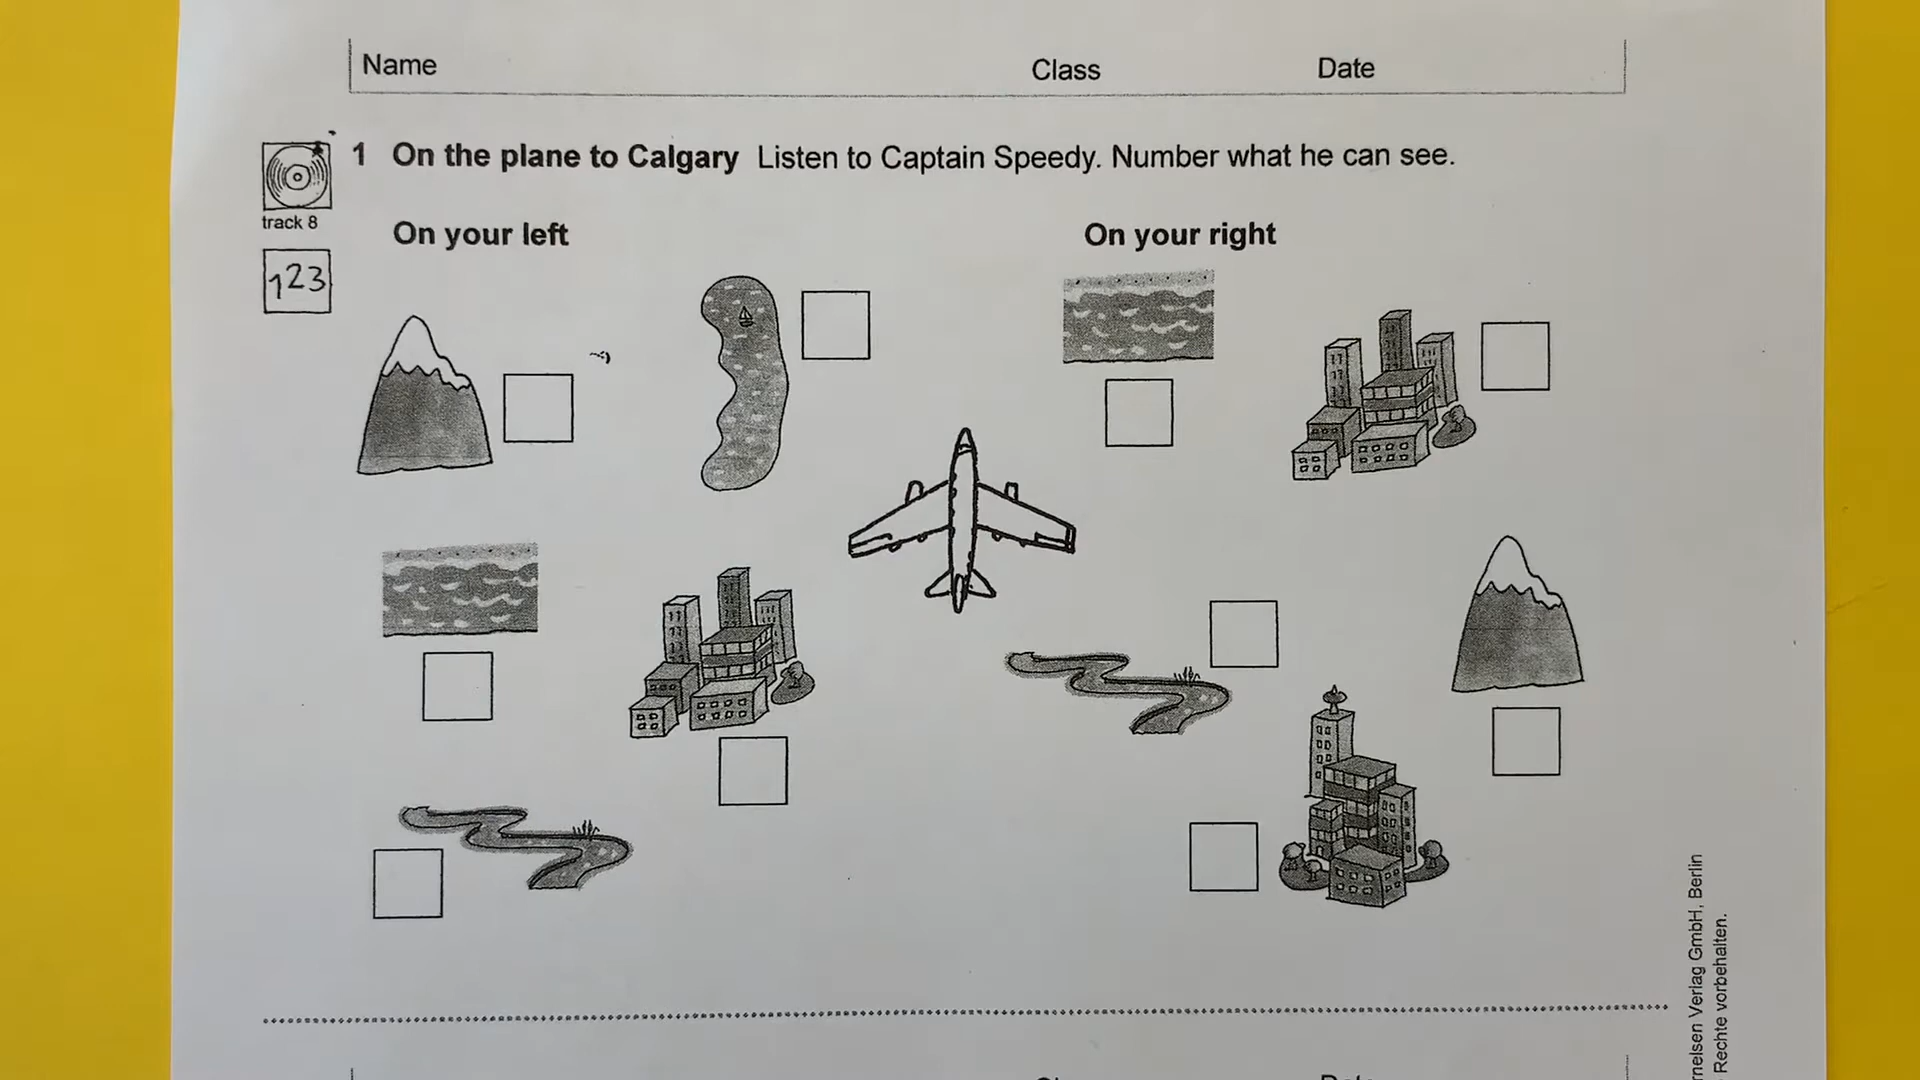 Name Class Date
1 On the plane to Calgary Listen to Captain Speedy. Number what he can see.
track 8
123
On your left On your right
Verlag GmbH, Berlin
Rechte vorbehalten.